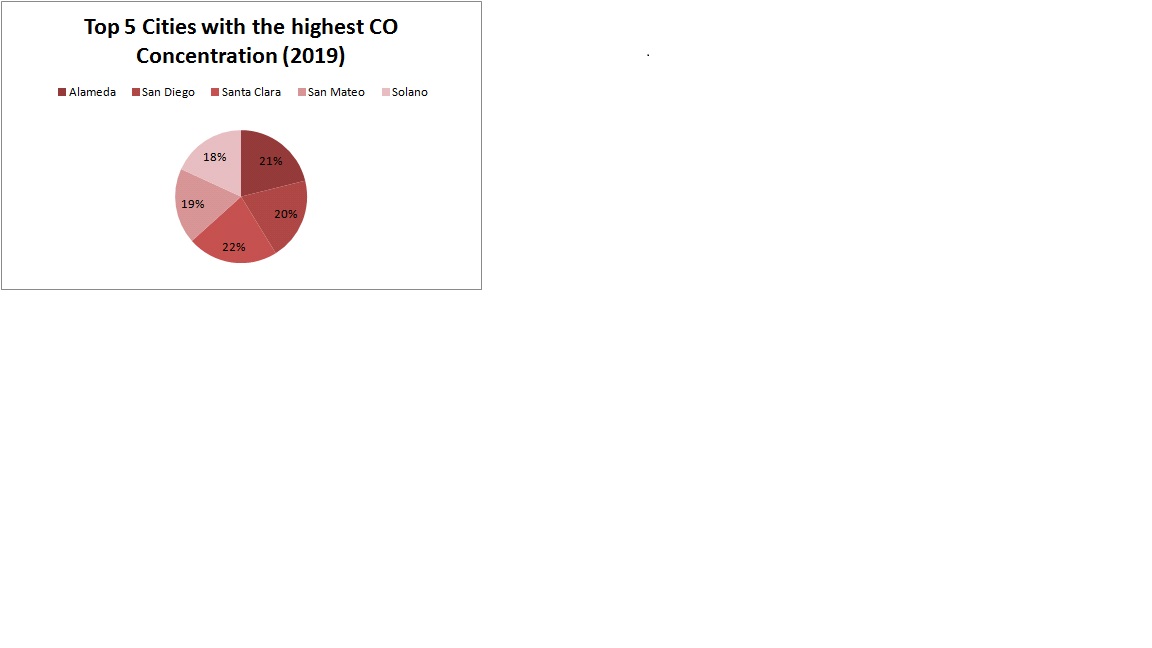 Top 5 Cities with the highest CO
Concentration (2019)
Alameda San Diego Santa Clara San Mateo Solano
18% 21%
19% 20%
22%